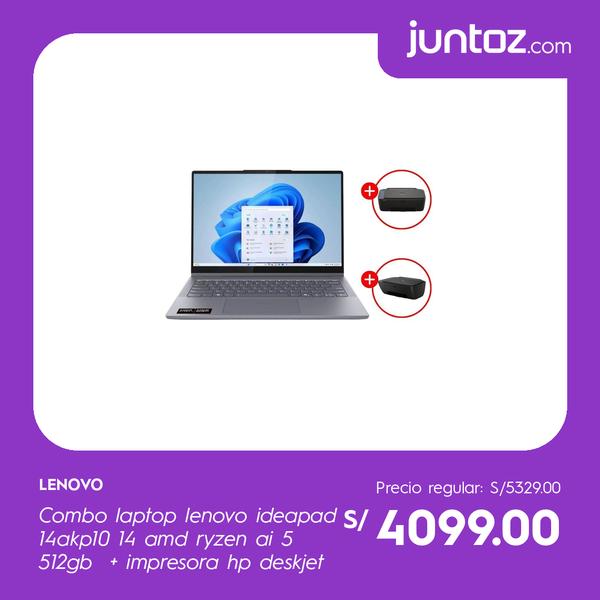 juntoz.com
LENOVO
Combo laptop lenovo ideapad
14akp10 14 amd ryzen ai 5
512gb + impresora hp deskjet
Precio regular: S/5329.00
S/ 4099.00